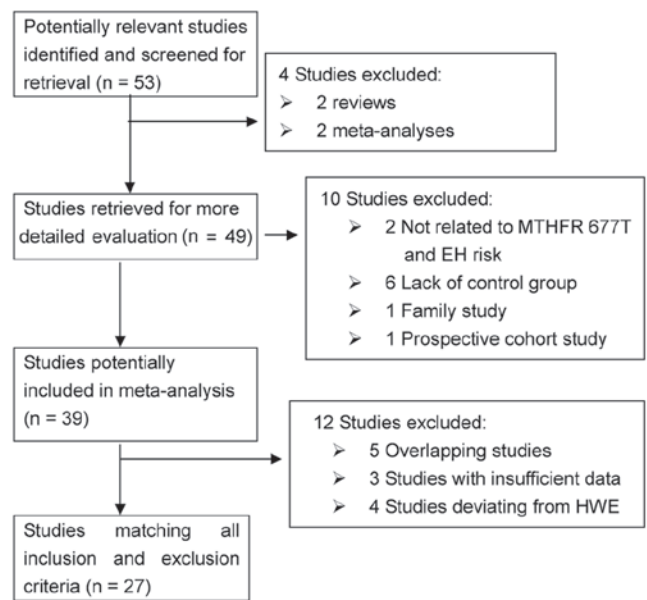 Potentially relevant studies
identified and screened for
retrieval (n = 53)
4 Studies excluded:
➢ 2 reviews
➢ 2 meta-analyses
Studies retrieved for more
detailed evaluation (n = 49)
10 Studies excluded:
➢ 2 Not related to MTHFR 677T
and EH risk
➢ 6 Lack of control group
➢ 1 Family study
➢ 1 Prospective cohort study
Studies potentially
included in meta-analysis
(n = 39)
12 Studies excluded:
➢ 5 Overlapping studies
➢ 3 Studies with insufficient data
➢ 4 Studies deviating from HWE
Studies matching all
inclusion and exclusion
criteria (n = 27)